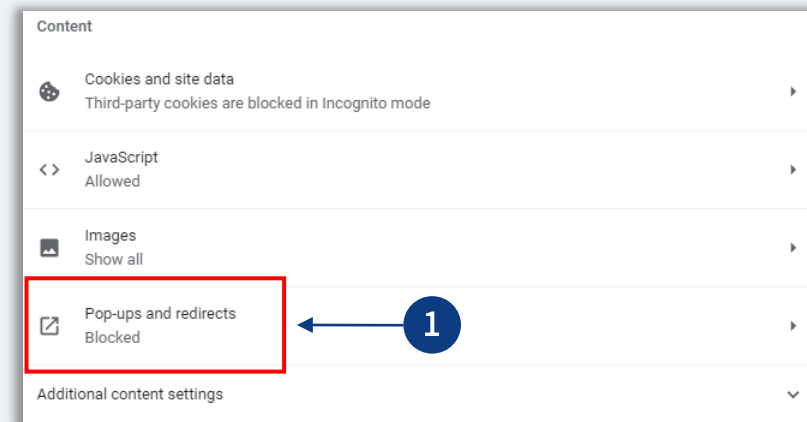 Content
Cookies and site data
Third-party cookies are blocked in Incognito mode
JavaScript
Allowed
Images
Show all
Pop-ups and redirects
Blocked
1
Additional content settings